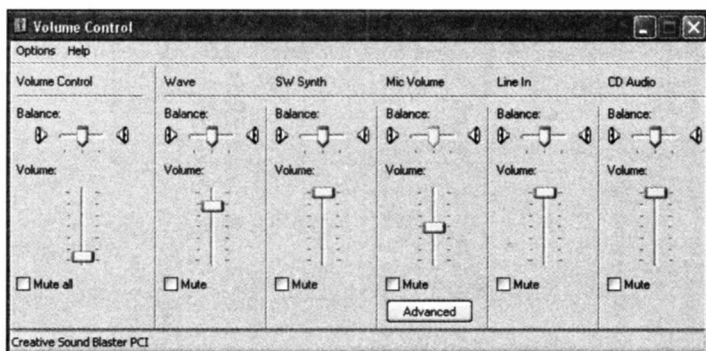 Volume Control
Options Help
Volume Control
Balance:
Volume:
Mute all
Wave
Balance:
Volume:
Mute
SW Synth
Balance:
Volume:
Mute
Mic Volume
Balance:
Volume:
Mute
Advanced
Line In
Balance:
Volume:
Mute
CD Audio
Balance:
Volume:
Mute
Creative Sound Blaster PCI